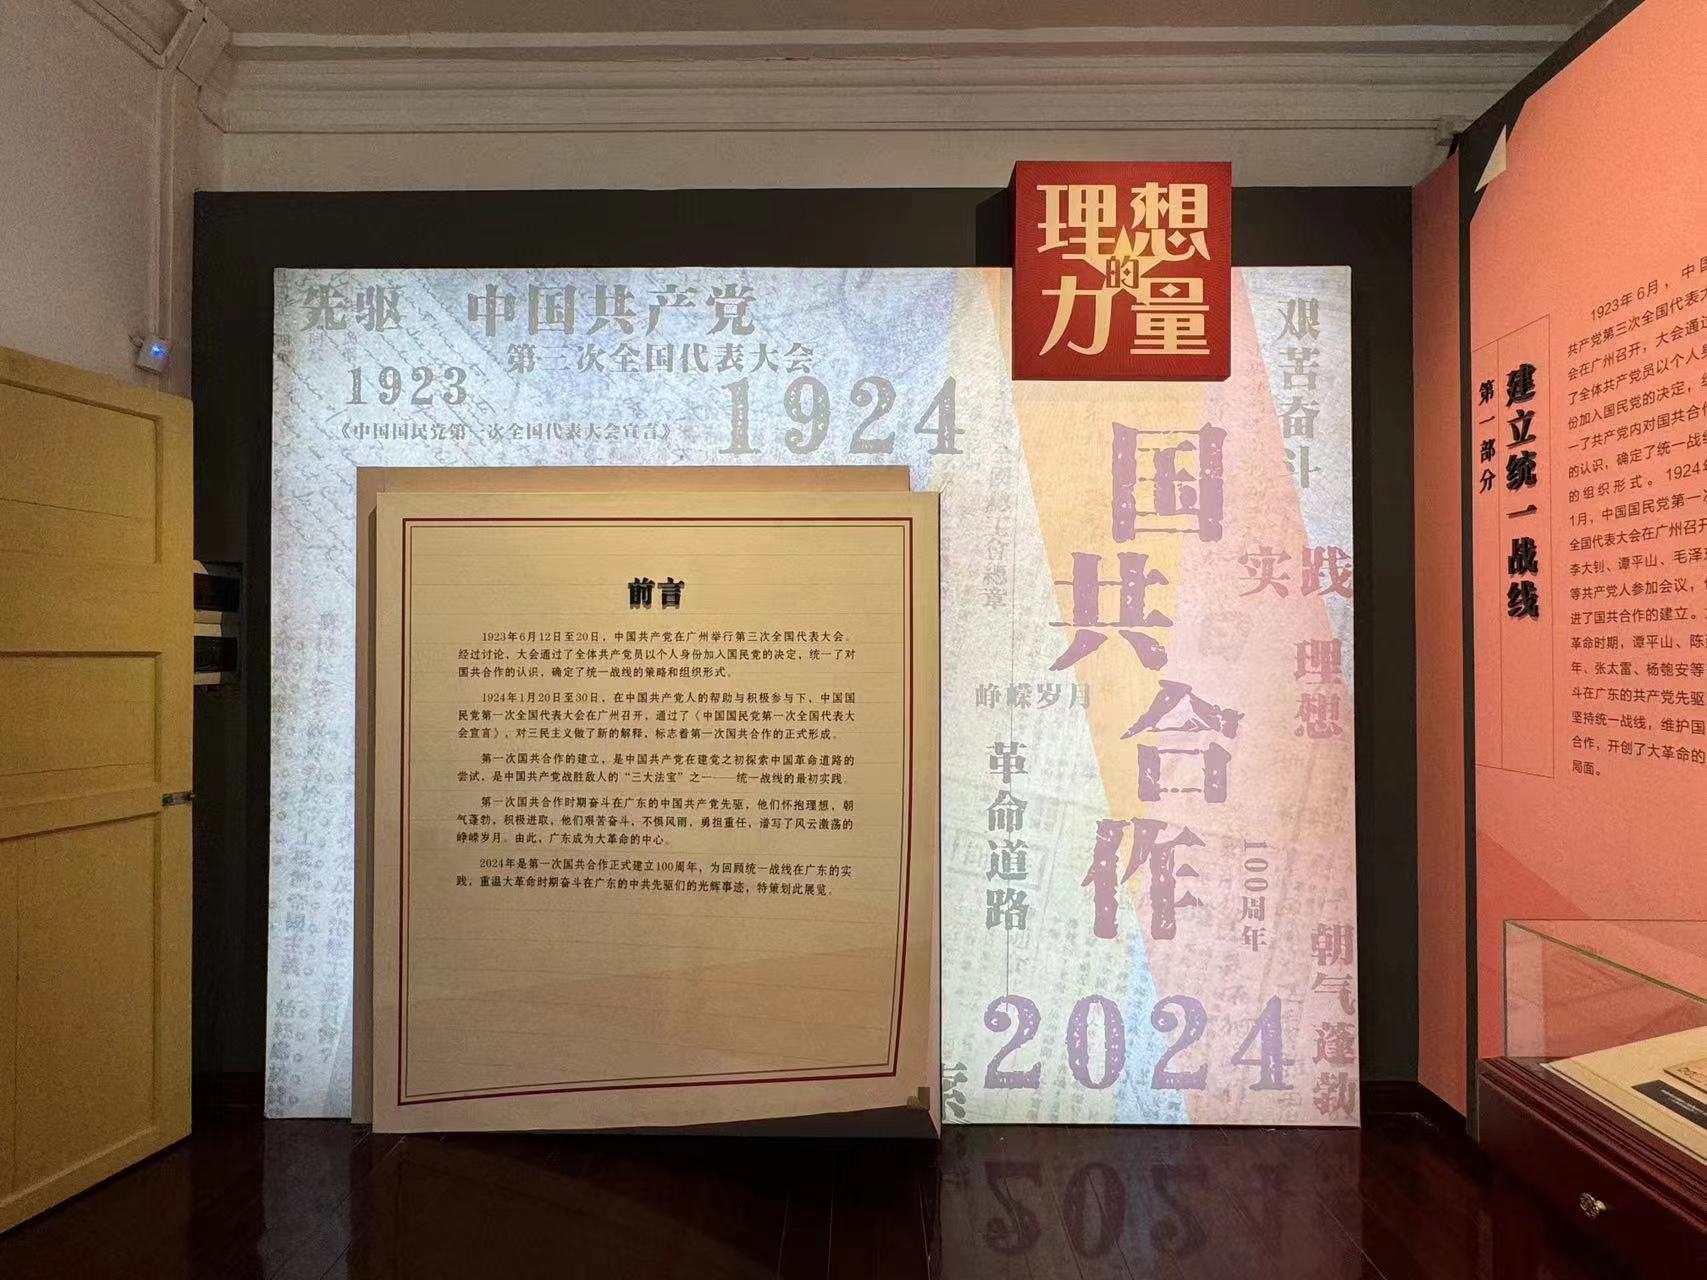 理想
的
力量
先驱 中国共产党
第三次全国代表大会
1923
1924
《中国国民党第一次全国代表大会宣言》
艰苦奋斗
国共合作
实践
理想
峥嵘岁月
革命道路
100周年
朝气蓬勃
2024
前言
1923年6月12日至20日，中国共产党在广州举行第三次全国代表大会。
经过讨论，大会通过了全体共产党员以个人身份加入国民党的决定，统一了对
国共合作的认识，确定了统一战线的策略和组织形式。
1924年1月20日至30日，在中国共产党人的帮助与积极参与下，中国国
民党第一次全国代表大会在广州召开，通过了《中国国民党第一次全国代表大
会宣言》，对三民主义做了新的解释，标志着第一次国共合作的正式形成。
第一次国共合作的建立，是中国共产党在建党之初探索中国革命道路的
尝试，是中国共产党战胜敌人的“三大法宝”之一——统一战线的最初实践。
第一次国共合作时期奋斗在广东的中国共产党先驱，他们怀抱理想，朝
气蓬勃，积极进取，他们艰苦奋斗，不惧风雨，勇担重任，谱写了风云激荡的
峥嵘岁月。由此，广东成为大革命的中心。
2024年是第一次国共合作正式建立100周年，为回顾统一战线在广东的实
践，重温大革命时期奋斗在广东的中共先驱们的光辉事迹，特策划此展览。
第一部分
建立统一战线
1923年6月，中国
共产党第三次全国代表大
会在广州召开，大会通过
了全体共产党员以个人身
份加入国民党的决定，统
一了共产党内对国共合作
的认识，确定了统一战线
的组织形式。1924年
1月，中国国民党第一次
全国代表大会在广州召开
李大钊、谭平山、毛泽东
等共产党人参加会议，
进了国共合作的建立。
革命时期，谭平山、陈延
年、张太雷、杨匏安等
斗在广东的共产党先驱
坚持统一战线，维护国
合作，开创了大革命的
局面。